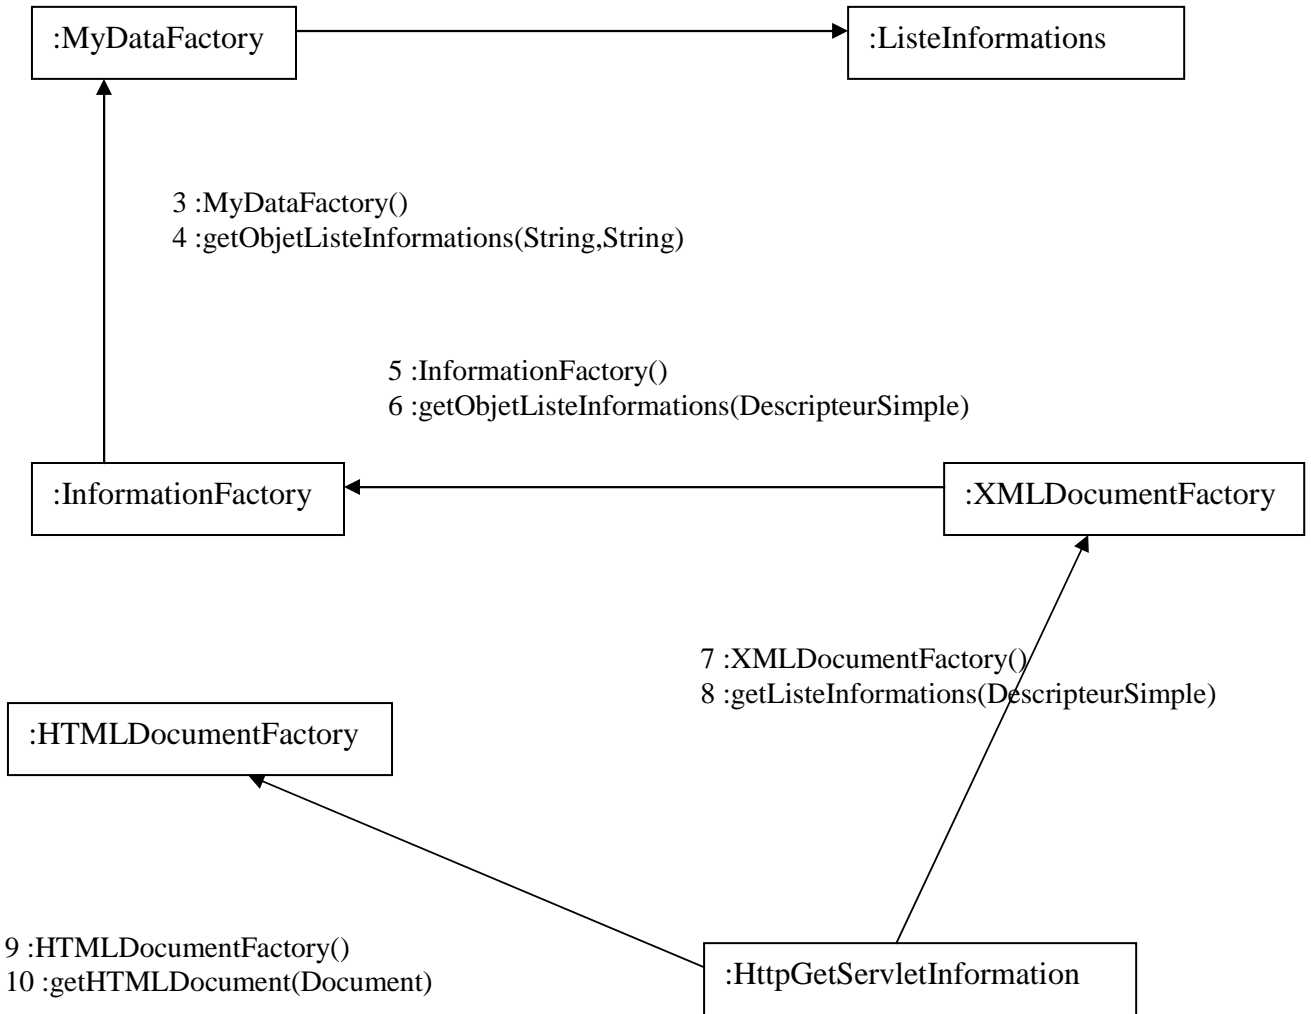 :MyDataFactory
:ListeInformations
3 :MyDataFactory()
4 :getObjetListeInformations(String,String)
5 :InformationFactory()
6 :getObjetListeInformations(DescripteurSimple)
:InformationFactory
:XMLDocumentFactory
7 :XMLDocumentFactory()
8 :getListeInformations(DescripteurSimple)
:HTMLDocumentFactory
9 :HTMLDocumentFactory()
10 :getHTMLDocument(Document)
:HttpGetServletInformation